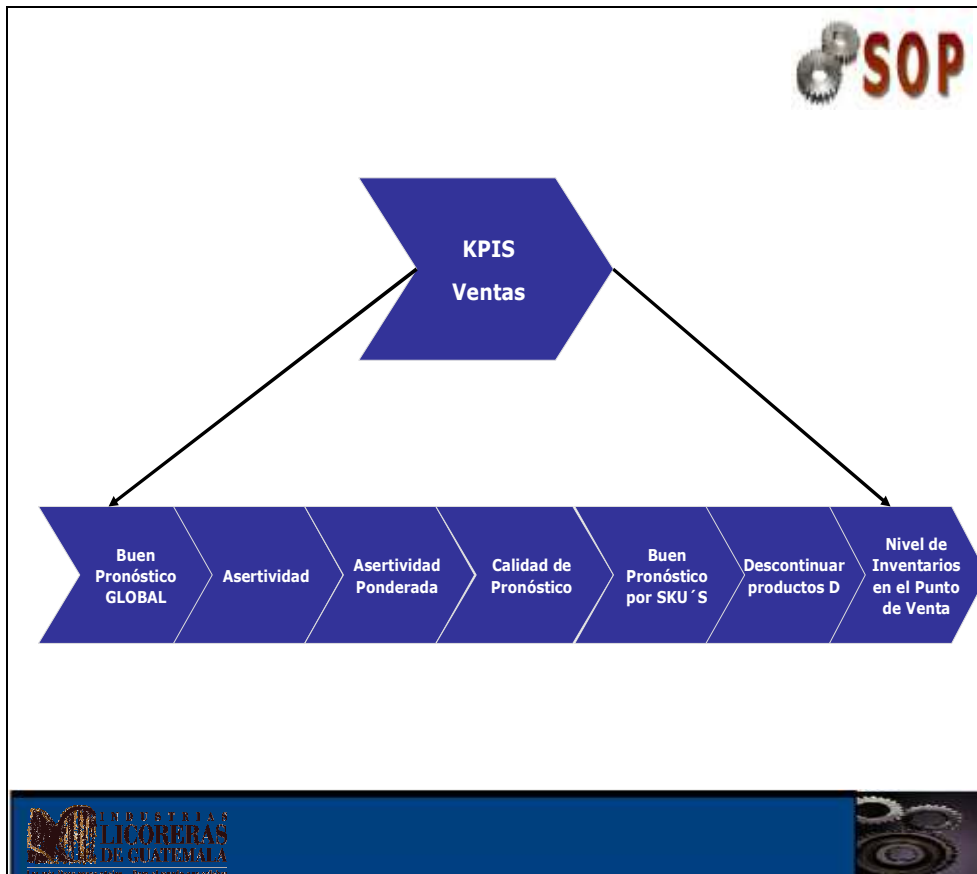 SOP
KPIS
Ventas
Buen
Pronóstico
GLOBAL
Asertividad
Asertividad
Ponderada
Calidad de
Pronóstico
Buen
Pronóstico
por SKU´S
Descontinuar
productos D
Nivel de
Inventarios
en el Punto
de Venta
INDUSTRIAS
LICORERAS
DE GUATEMALA